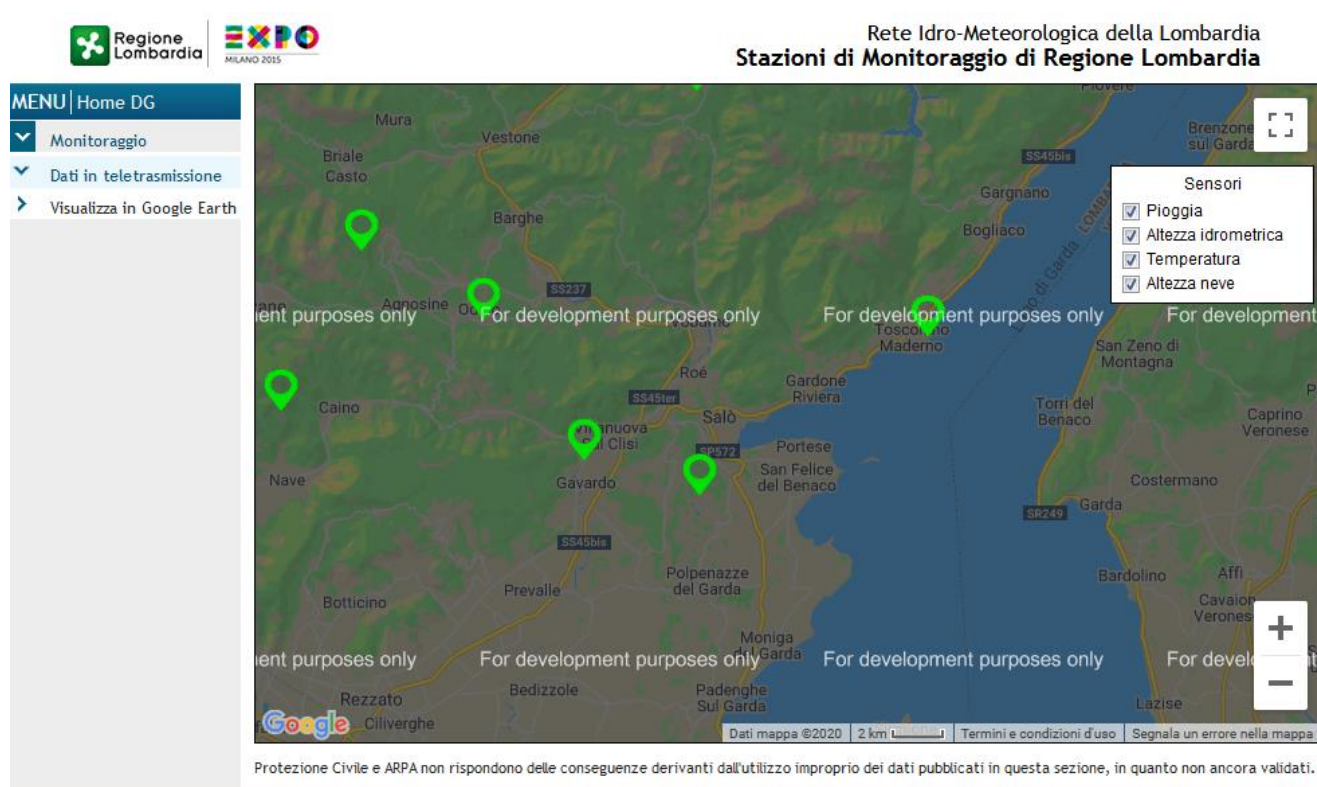 Regione
Lombardia
EXPO
MILANO 2015
Rete Idro-Meteorologica della Lombardia
Stazioni di Monitoraggio di Regione Lombardia
MENU Home DG
Monitoraggio
Dati in teletrasmissione
Visualizza in Google Earth
Mura
Vestone
Brenzone
sul Garda
Briale
Casto
SS45bis
Gargnano
Sensori
Pioggia
Altezza idrometrica
Temperatura
Altezza neve
Barghe
Bogliaco
Lago di Garda
SS237
Agnosine
ment purposes only
For development purposes only
For development purposes only
For development
Toscolano
Maderno
San Zeno di
Montagna
Roé
Gardone
Riviera
SS45ter
Caino
Salò
Torri del
Benaco
Caprino
Veronese
Villanuova
Sul Clisi
SP572
Portese
San Felice
del Benaco
Nave
Gavardo
Costermano
SR249
Garda
SS45bis
Polpenazze
del Garda
Prevalle
Botticino
Bardolino
Affi
Cavaion
Verones
Moniga
del Garda
ment purposes only
For development purposes only
For development purposes only
For devel
Rezzato
Bedizzole
Padenghe
Sul Garda
Lazise
Google
Ciliverghe
Dati mappa ©2020
2 km
Termini e condizioni d'uso
Segnala un errore nella mappa
Protezione Civile e ARPA non rispondono delle conseguenze derivanti dall'utilizzo improprio dei dati pubblicati in questa sezione, in quanto non ancora validati.